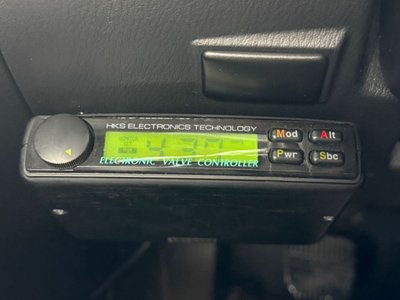 HKS ELECTRONICS TECHNOLOGY
Mod Alt
Pwr Sbc
ELECTRONIC VALVE CONTROLLER